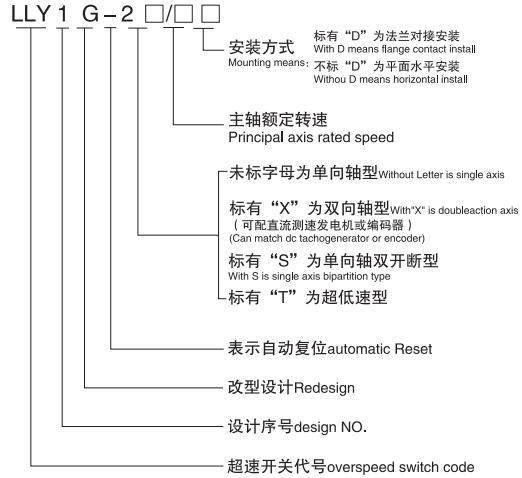 LLY 1 G-2 □/□ □
安装方式
Mounting means:
标有“D”为法兰对接安装
With D means flange contact install
不标“D”为平面水平安装
Withou D means horizontal install
主轴额定转速
Principal axis rated speed
未标字母为单向轴型Without Letter is single axis
标有“X”为双向轴型With"X" is doubleaction axis
(可配直流测速发电机或编码器)
(Can match dc tachogenerator or encoder)
标有“S”为单向轴双开断型
With S is single axis bipartition type
标有“T”为超低速型
表示自动复位automatic Reset
改型设计Redesign
设计序号design NO.
超速开关代号overspeed switch code